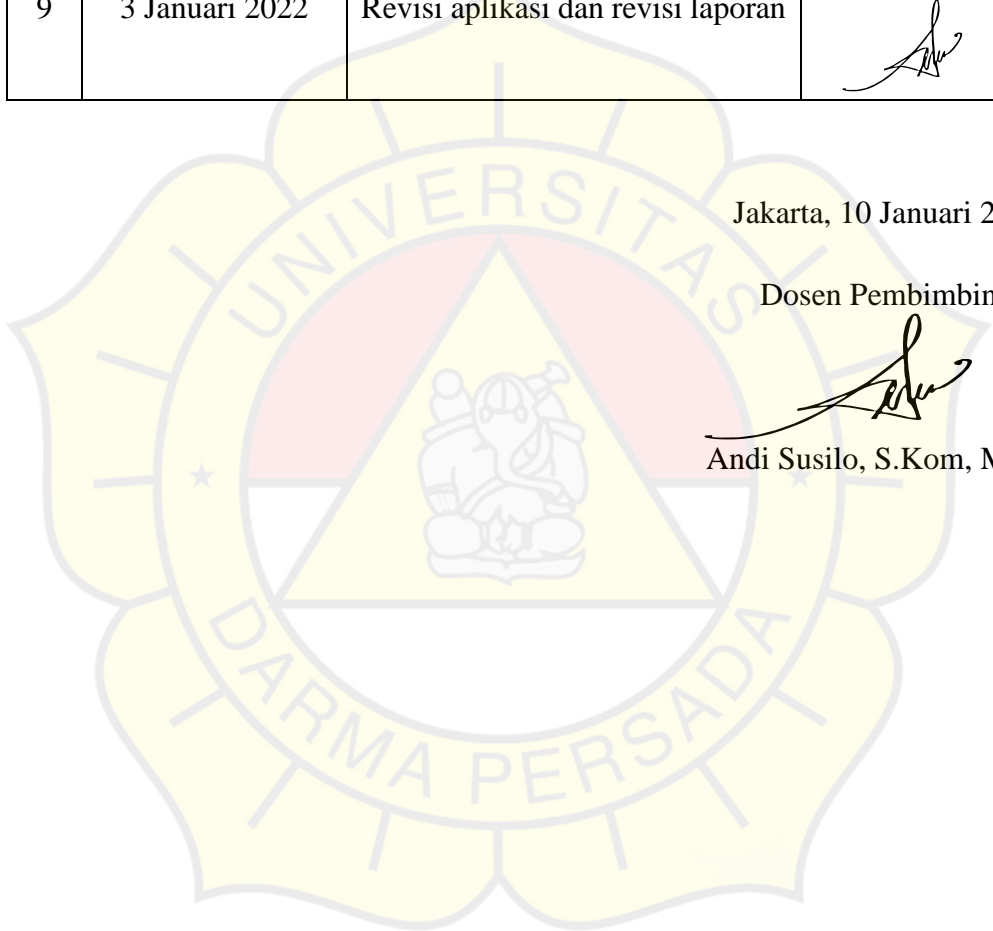 9 3 Januari 2022 Revisi aplikasi dan revisi laporan
Jakarta, 10 Januari 2
Dosen Pembimbin
Andi Susilo, S.Kom, M
UNIVERSITAS
DARMA PERSADA